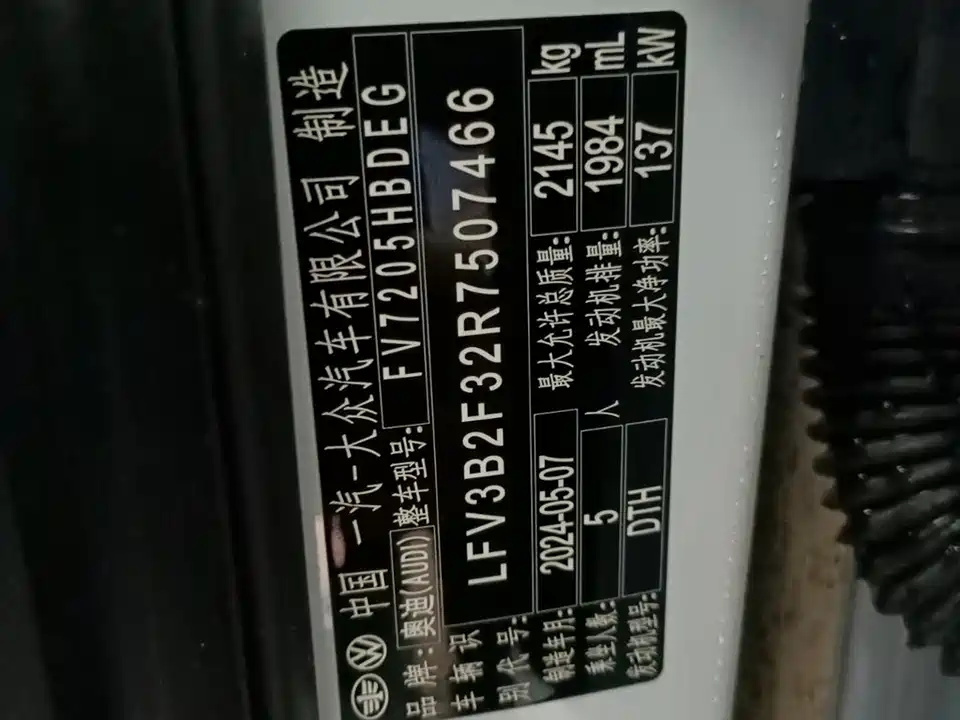 中国 一汽-大众汽车有限公司 制造
品牌: 奥迪(AUDI) 整车型号: FV7205HBDEG
车辆识别代号: LFV3B2F32R7507466
制造年月: 2024-05-07 最大允许总质量: 2145 kg
乘坐人数: 5 人 发动机排量: 1984 mL
发动机型号: DTH 发动机最大净功率: 137 kW